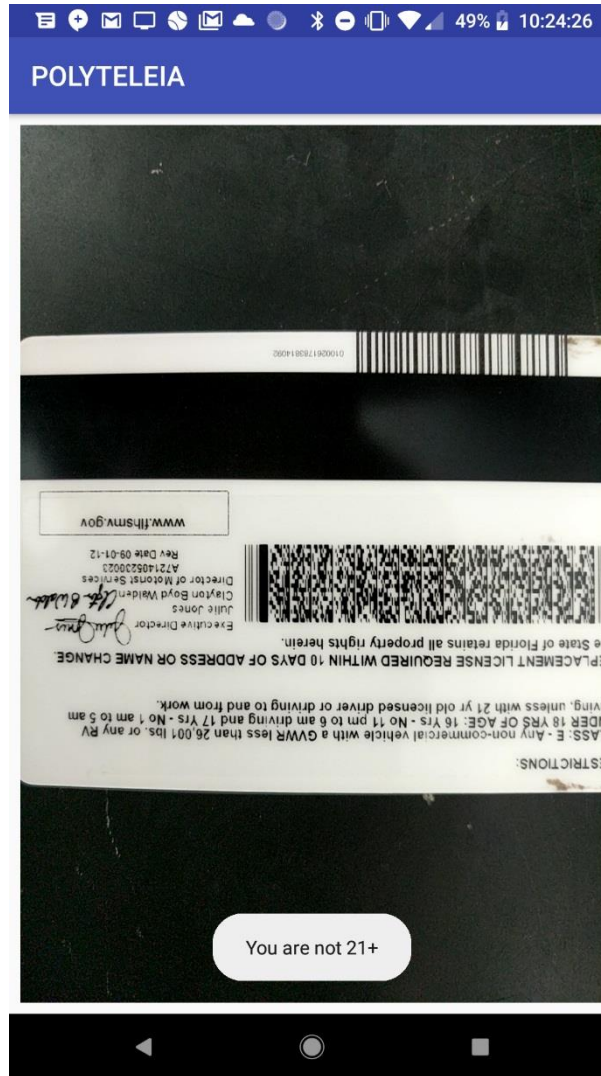 49% 10:24:26
POLYTELEIA
STRICTIONS:
ASS: E - Any non-commercial vehicle with a GVWR less than 26,001 lbs. or any RV
DER 18 YRS OF AGE: 16 Yrs - No 11 pm to 6 am driving and 17 Yrs - No 1 am to 5 am
ving, unless with 21 yr old licensed driver or driving to and from work.
PLACEMENT LICENSE REQUIRED WITHIN 10 DAYS OF ADDRESS OR NAME CHANGE.
e State of Florida retains all property rights herein.
Executive Director
Julie Jones
Clayton Boyd Walden
Director of Motorist Services
A721405230023
Rev Date 09-01-12
www.flhsmv.gov
0100261783814092
You are not 21+